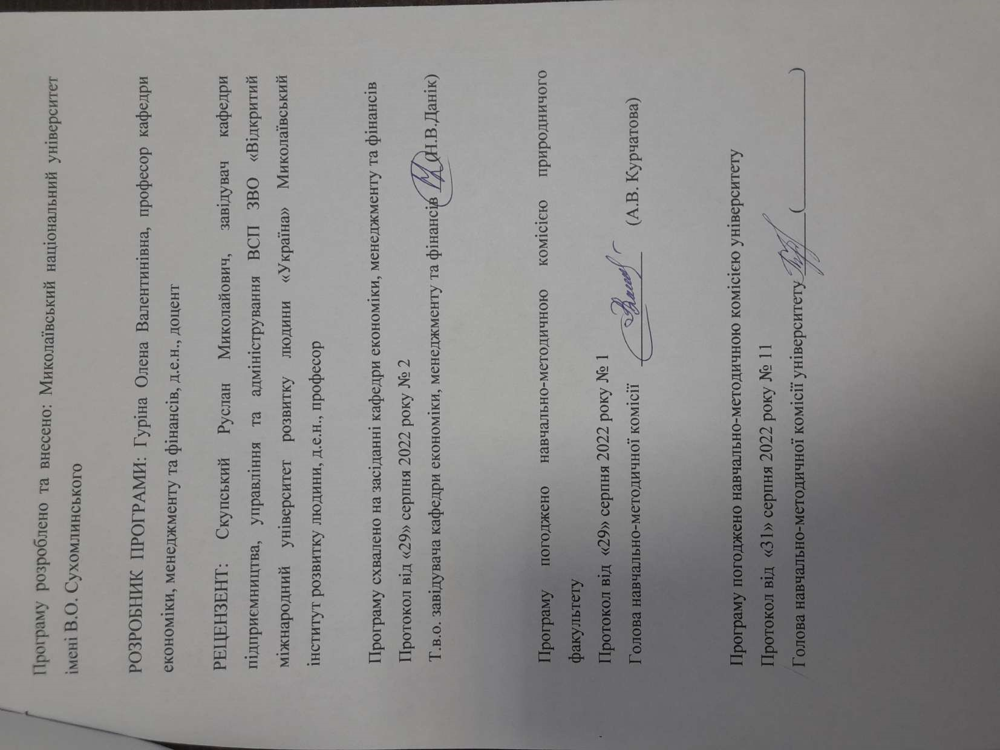 Програму розроблено та внесено: Миколаївський національний університет
імені В.О. Сухомлинського
РОЗРОБНИК ПРОГРАМИ: Гуріна Олена Валентинівна, професор кафедри
економіки, менеджменту та фінансів, д.е.н., доцент
РЕЦЕНЗЕНТ: Скупський Руслан Миколайович, завідувач кафедри
підприємництва, управління та адміністрування ВСП ЗВО «Відкритий
міжнародний університет розвитку людини «Україна» Миколаївський
інститут розвитку людини, д.е.н., професор
Програму схвалено на засіданні кафедри економіки, менеджменту та фінансів
Протокол від «29» серпня 2022 року № 2
Т.в.о. завідувача кафедри економіки, менеджменту та фінансів (Н.В.Данік)
Програму погоджено навчально-методичною комісією природничого
факультету
Протокол від «29» серпня 2022 року № 1
Голова навчально-методичної комісії (А.В. Курчатова)
Програму погоджено навчально-методичною комісією університету
Протокол від «31» серпня 2022 року № 11
Голова навчально-методичної комісії університету ( )